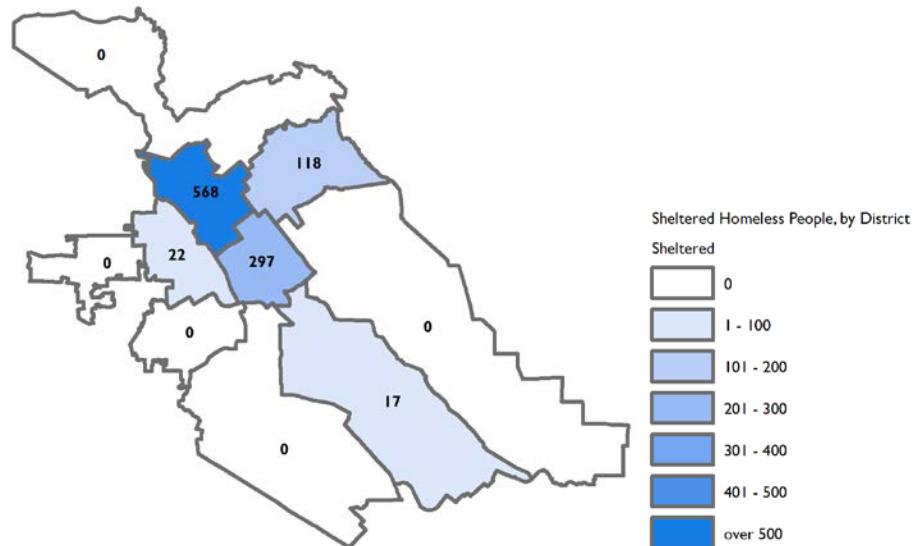 0
118
568
Sheltered Homeless People, by District
Sheltered
22
297
0
0
1 - 100
0
0
101 - 200
17
201 - 300
0
301 - 400
401 - 500
over 500